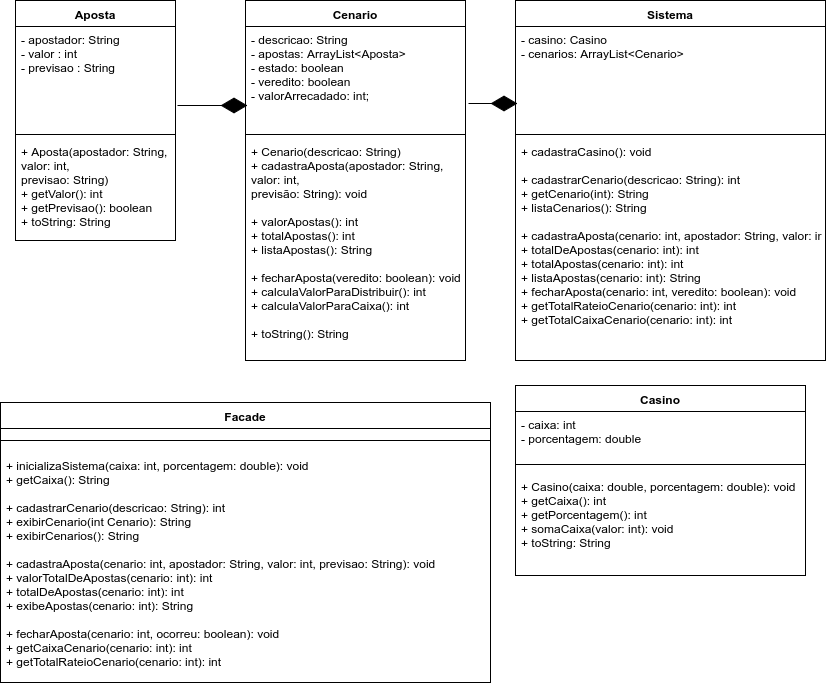 Aposta
- apostador: String
- valor : int
- previsao : String
+ Aposta(apostador: String,
valor: int,
previsao: String)
+ getValor(): int
+ getPrevisao(): boolean
+ toString: String
Cenario
- descricao: String
- apostas: ArrayList<Aposta>
- estado: boolean
- veredito: boolean
- valorArrecadado: int;
+ Cenario(descricao: String)
+ cadastraAposta(apostador: String,
valor: int,
previsão: String): void
+ valorApostas(): int
+ totalApostas(): int
+ listaApostas(): String
+ fecharAposta(veredito: boolean): void
+ calculaValorParaDistribuir(): int
+ calculaValorParaCaixa(): int
+ toString(): String
Sistema
- casino: Casino
- cenarios: ArrayList<Cenario>
+ cadastraCasino(): void
+ cadastrarCenario(descricao: String): int
+ getCenario(int): String
+ listaCenarios(): String
+ cadastraAposta(cenario: int, apostador: String, valor: ir
+ totalDeApostas(cenario: int): int
+ totalApostas(cenario: int): int
+ listaApostas(cenario: int): String
+ fecharAposta(cenario: int, veredito: boolean): void
+ getTotalRateioCenario(cenario: int): int
+ getTotalCaixaCenario(cenario: int): int
Facade
+ inicializaSistema(caixa: int, porcentagem: double): void
+ getCaixa(): String
+ cadastrarCenario(descricao: String): int
+ exibirCenario(int Cenario): String
+ exibirCenarios(): String
+ cadastraAposta(cenario: int, apostador: String, valor: int, previsao: String): void
+ valorTotalDeApostas(cenario: int): int
+ totalDeApostas(cenario: int): int
+ exibeApostas(cenario: int): String
+ fecharAposta(cenario: int, ocorreu: boolean): void
+ getCaixaCenario(cenario: int): int
+ getTotalRateioCenario(cenario: int): int
Casino
- caixa: int
- porcentagem: double
+ Casino(caixa: double, porcentagem: double): void
+ getCaixa(): int
+ getPorcentagem(): int
+ somaCaixa(valor: int): void
+ toString: String